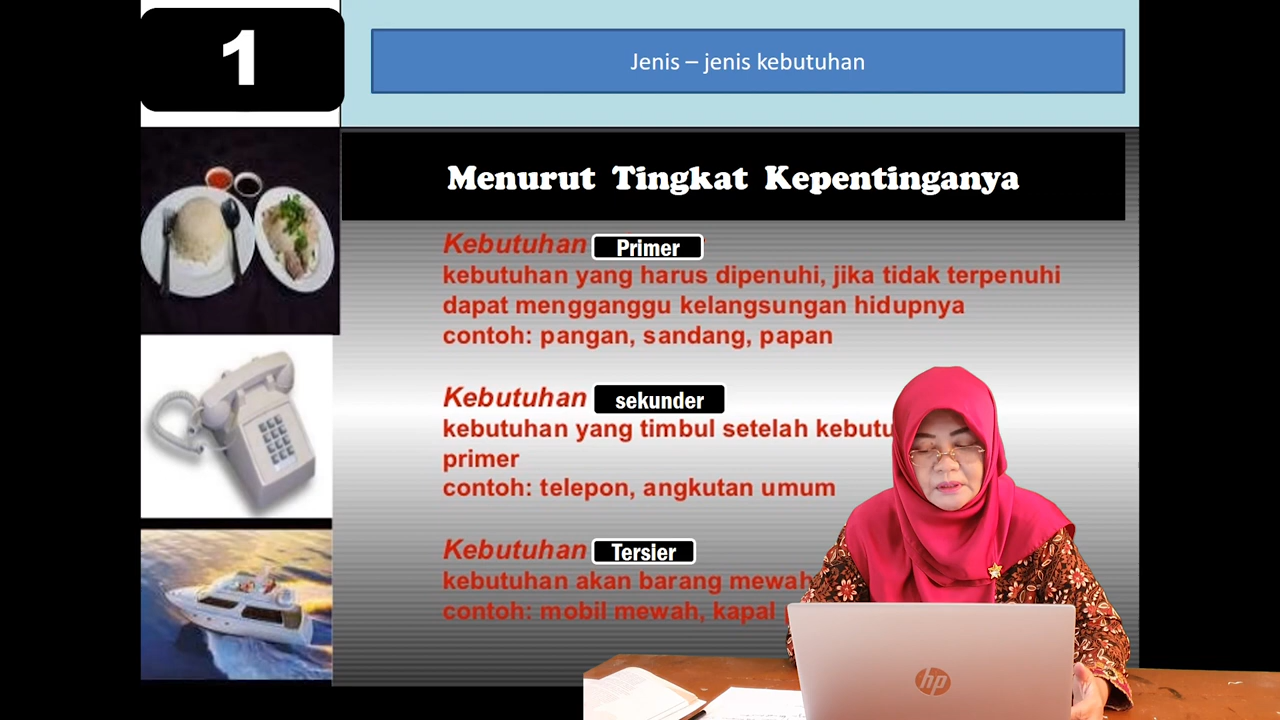 1
Jenis – jenis kebutuhan
Menurut Tingkat Kepentinganya
Kebutuhan Primer
kebutuhan yang harus dipenuhi, jika tidak terpenuhi
dapat mengganggu kelangsungan hidupnya
contoh: pangan, sandang, papan
Kebutuhan sekunder
kebutuhan yang timbul setelah
primer
contoh: telepon, angkutan umum
Kebutuhan Tersier
kebutuhan akan barang mewah
contoh: mobil mewah, kapal
hp